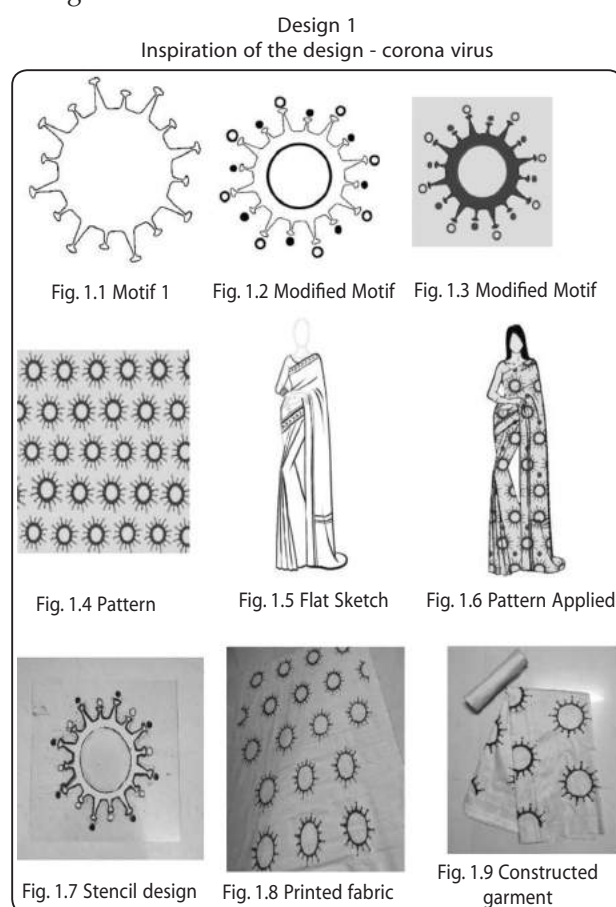 Design 1
Inspiration of the design - corona virus
Fig. 1.1 Motif 1
Fig. 1.2 Modified Motif
Fig. 1.3 Modified Motif
Fig. 1.4 Pattern
Fig. 1.5 Flat Sketch
Fig. 1.6 Pattern Applied
Fig. 1.7 Stencil design
Fig. 1.8 Printed fabric
Fig. 1.9 Constructed
garment